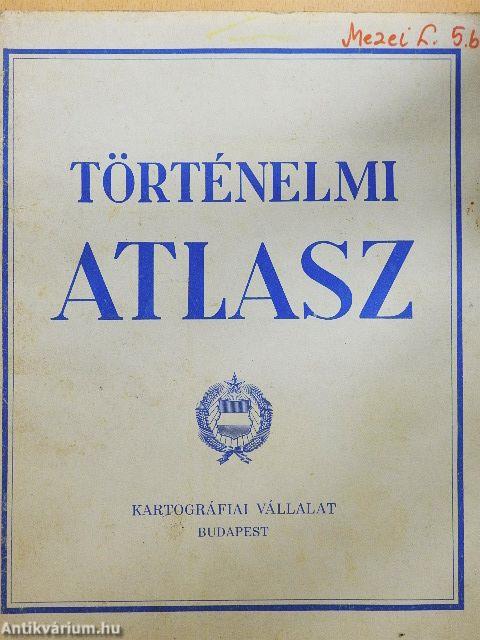 Mezei L. 5.b
TÖRTÉNELMI
ATLASZ
KARTOGRÁFIAI VÁLLALAT
BUDAPEST
Antikvárium.hu